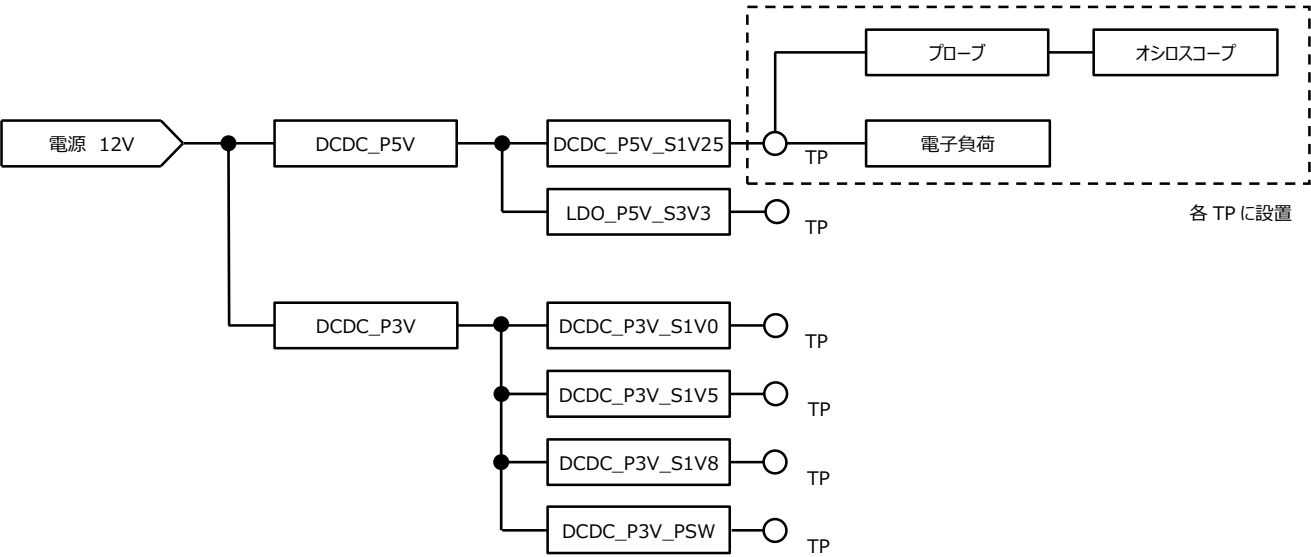 プローブ
オシロスコープ
電源 12V
DCDC_P5V
DCDC_P5V_S1V25
TP
電子負荷
LDO_P5V_S3V3
TP
各 TP に設置
DCDC_P3V
DCDC_P3V_S1V0
TP
DCDC_P3V_S1V5
TP
DCDC_P3V_S1V8
TP
DCDC_P3V_PSW
TP